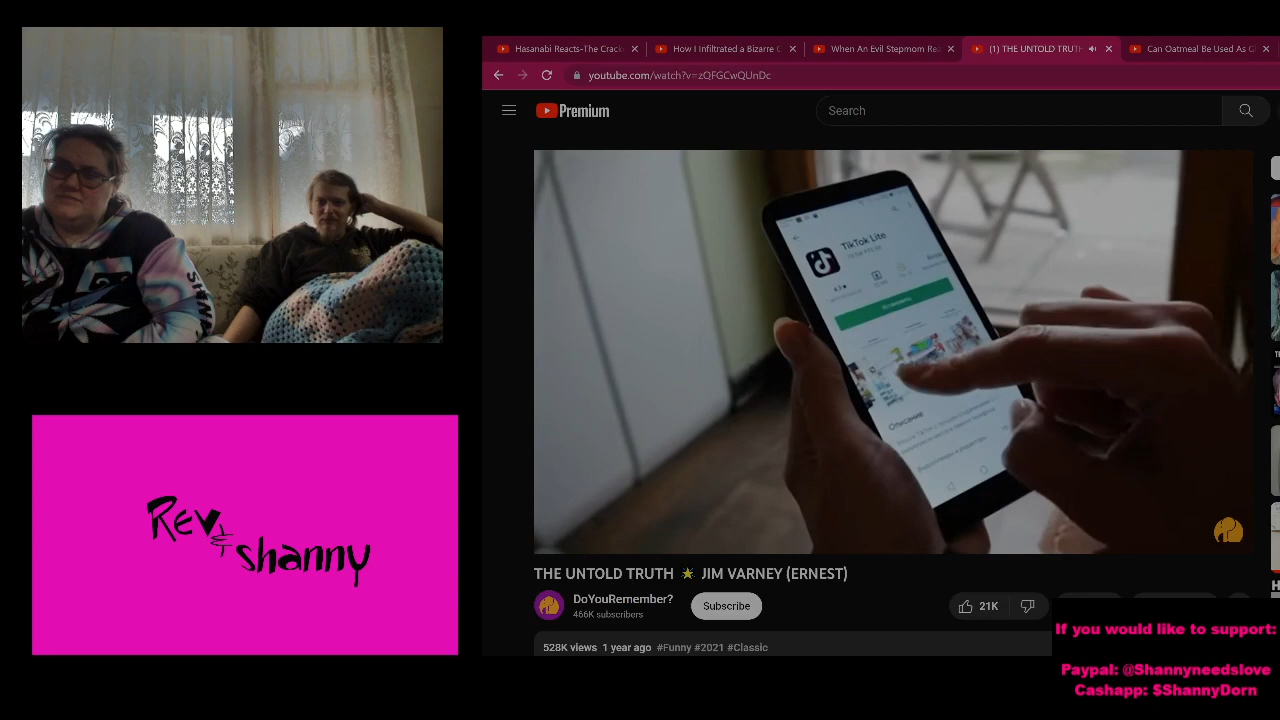 Hasanabi Reacts-The Crack
How I Infiltrated a Bizarre C
When An Evil Stepmom Rea
(1) THE UNTOLD TRUTH
Can Oatmeal Be Used As G
youtube.com/watch?v=zQFGCwQUnDc
Premium
Search
TikTok Lite
Описание
THE UNTOLD TRUTH 🌟 JIM VARNEY (ERNEST)
DoYouRemember?
466K subscribers
Subscribe
21K
528K views 1 year ago #Funny #2021 #Classic
Rev
&
shanny
If you would like to support:
Paypal: @Shannyneedslove
Cashapp: $ShannyDorn